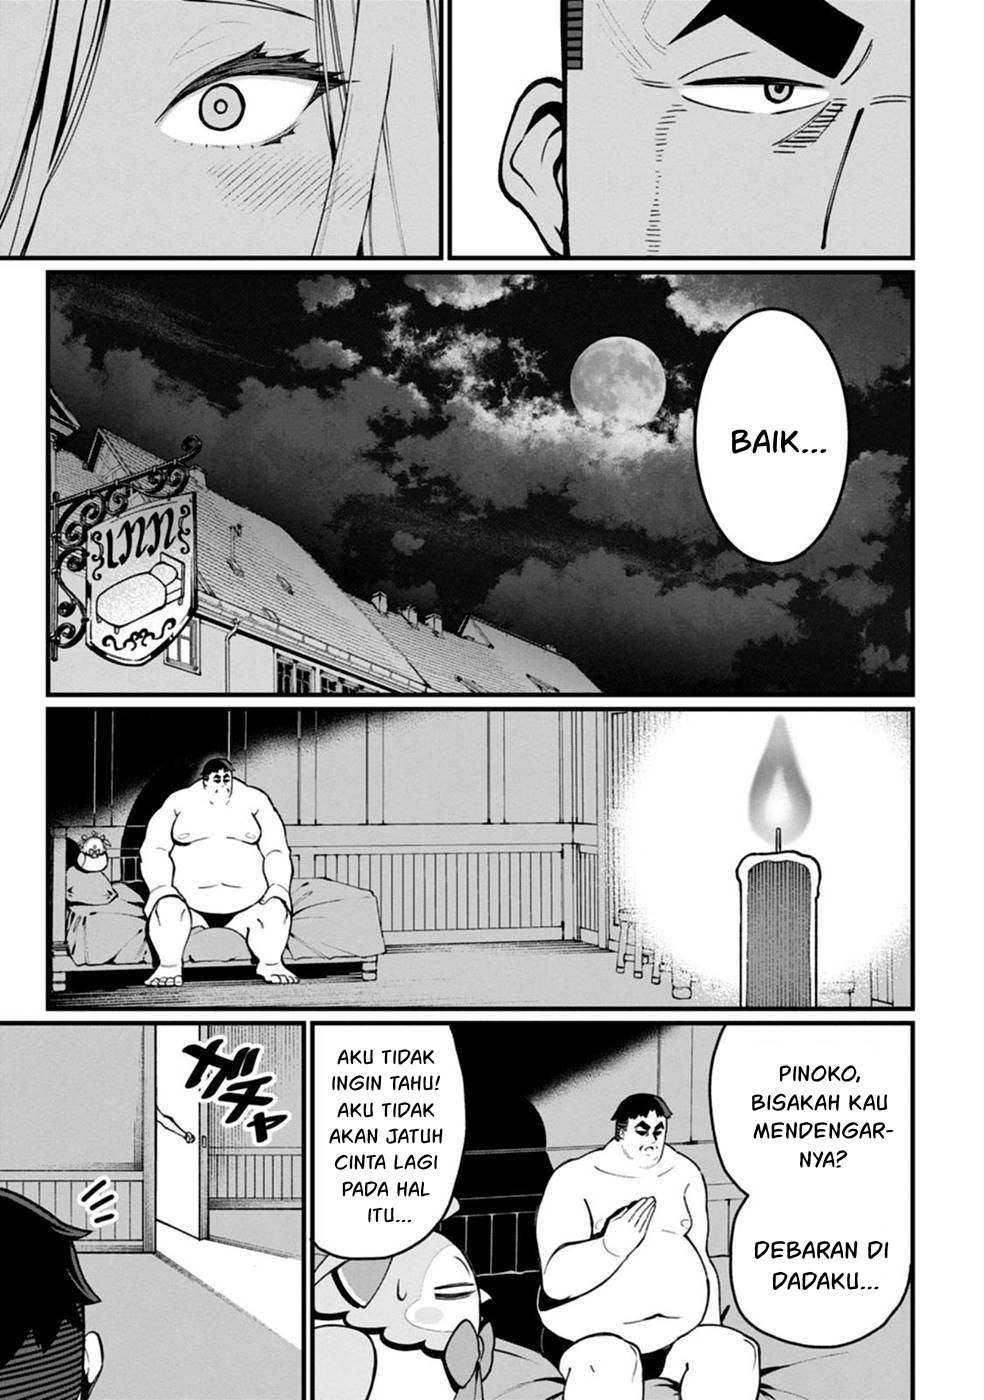 BAIK...
INN
PINOKO,
BISAKAH KAU
MENDENGAR-
NYA?
DEBARAN DI
DADAKU...
AKU TIDAK
INGIN TAHU!
AKU TIDAK
AKAN JATUH
CINTA LAGI
PADA HAL
ITU...
ガチャ